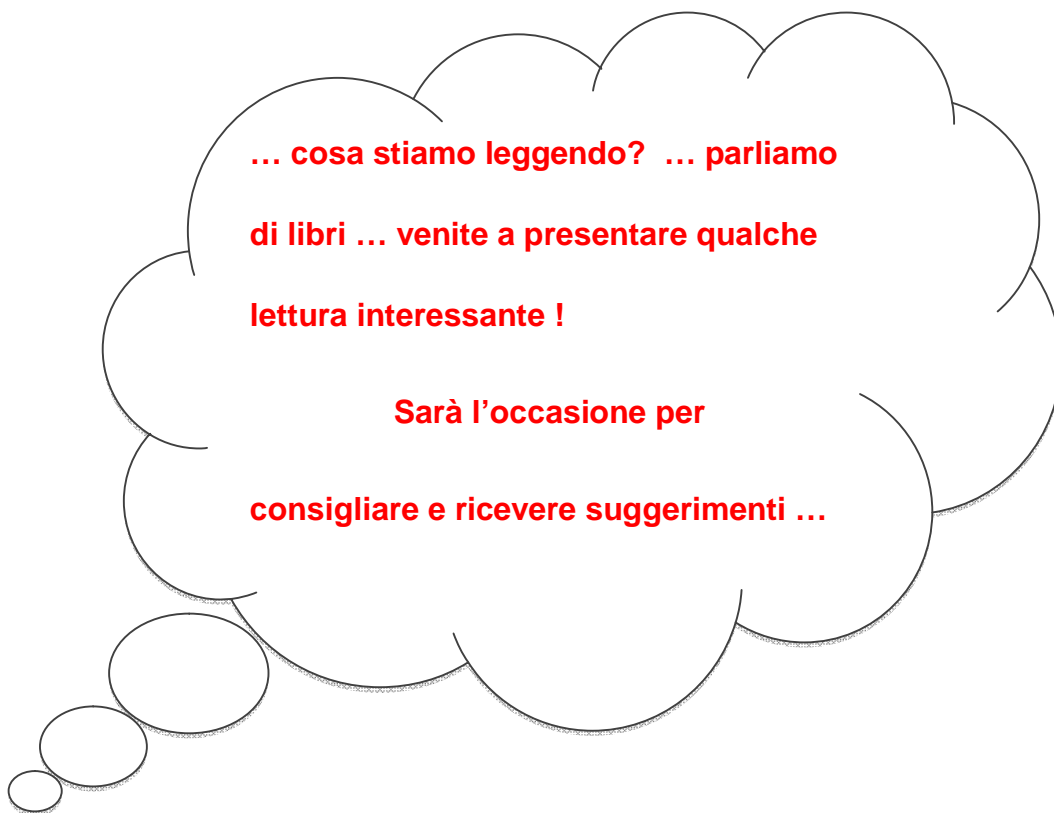 … cosa stiamo leggendo?  … parliamo
di libri … venite a presentare qualche
lettura interessante !
Sarà l’occasione per
consigliare e ricevere suggerimenti …